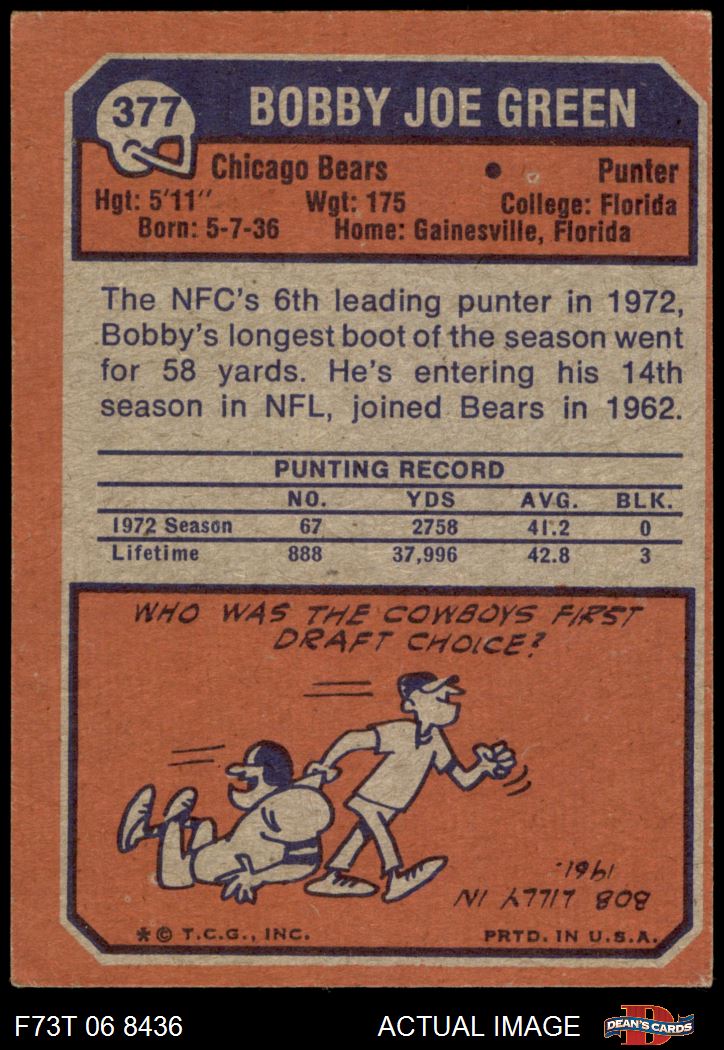 377
BOBBY JOE GREEN
Chicago Bears • Punter
Hgt: 5'11" Wgt: 175 College: Florida
Born: 5-7-36 Home: Gainesville, Florida
The NFC's 6th leading punter in 1972,
Bobby's longest boot of the season went
for 58 yards. He's entering his 14th
season in NFL, joined Bears in 1962.
PUNTING RECORD
NO. YDS AVG. BLK.
1972 Season 67 2758 41.2 0
Lifetime 888 37,996 42.8 3
WHO WAS THE COWBOYS FIRST
DRAFT CHOICE?
BOB LILLY IN
1961.
* © T.C.G., INC. PRTD. IN U.S.A.
F73T 06 8436 ACTUAL IMAGE
D
DEAN'S CARDS